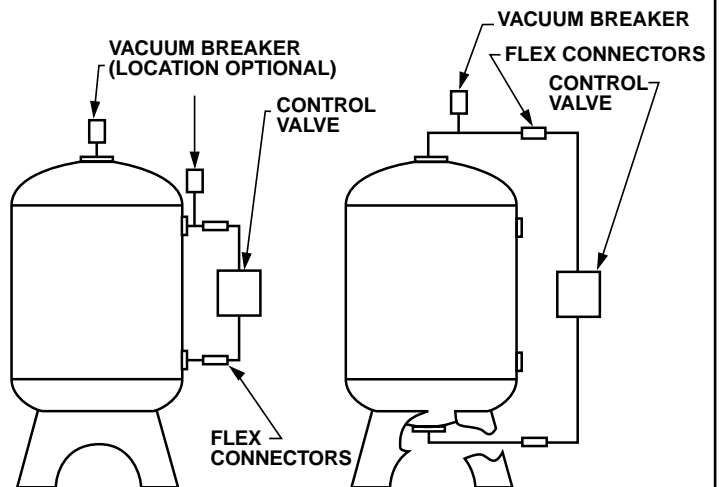 VACUUM BREAKER
(LOCATION OPTIONAL)
CONTROL
VALVE
FLEX
CONNECTORS
VACUUM BREAKER
FLEX CONNECTORS
CONTROL
VALVE